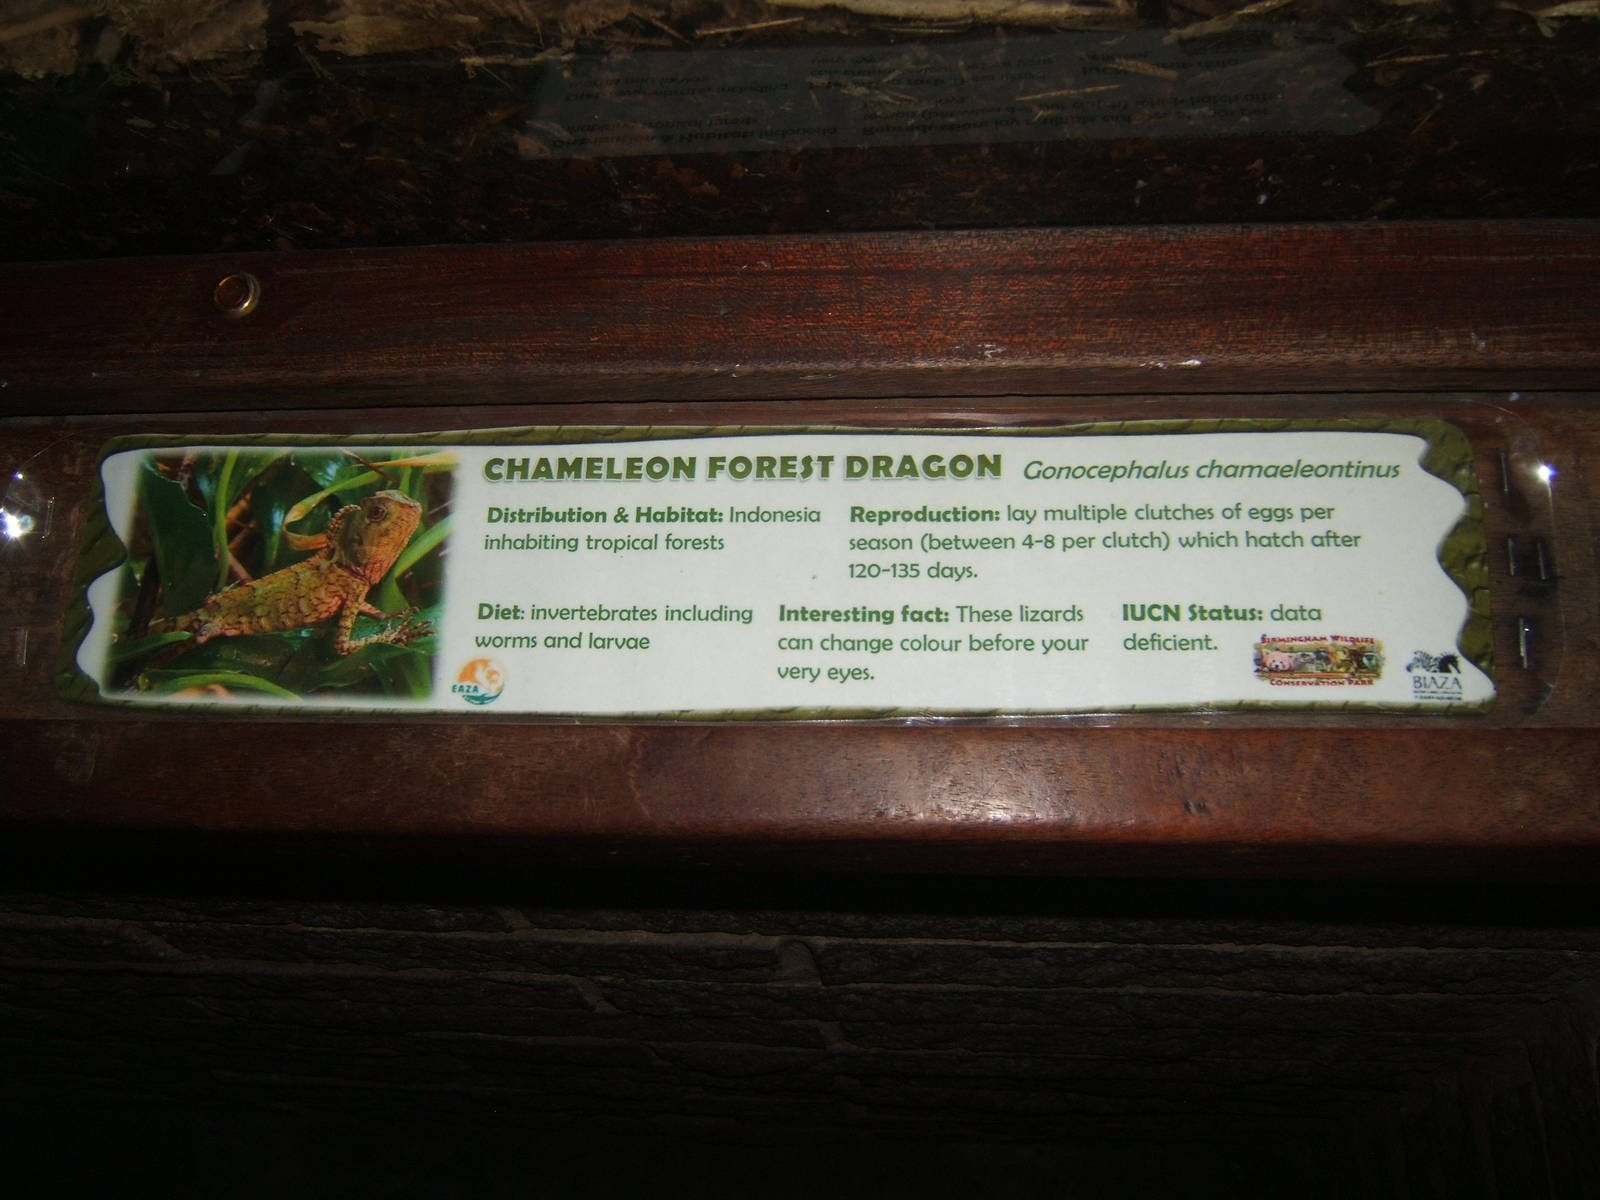 CHAMELEON FOREST DRAGON Gonocephalus chamaeleontinus
Distribution & Habitat: Indonesia
inhabiting tropical forests
Reproduction: lay multiple clutches of eggs per
season (between 4-8 per clutch) which hatch after
120-135 days.
Diet: invertebrates including
worms and larvae
Interesting fact: These lizards
can change colour before your
very eyes.
IUCN Status: data
deficient.
EAZA
BIRMINGHAM WILDLIFE
CONSERVATION PARK
BIAZA